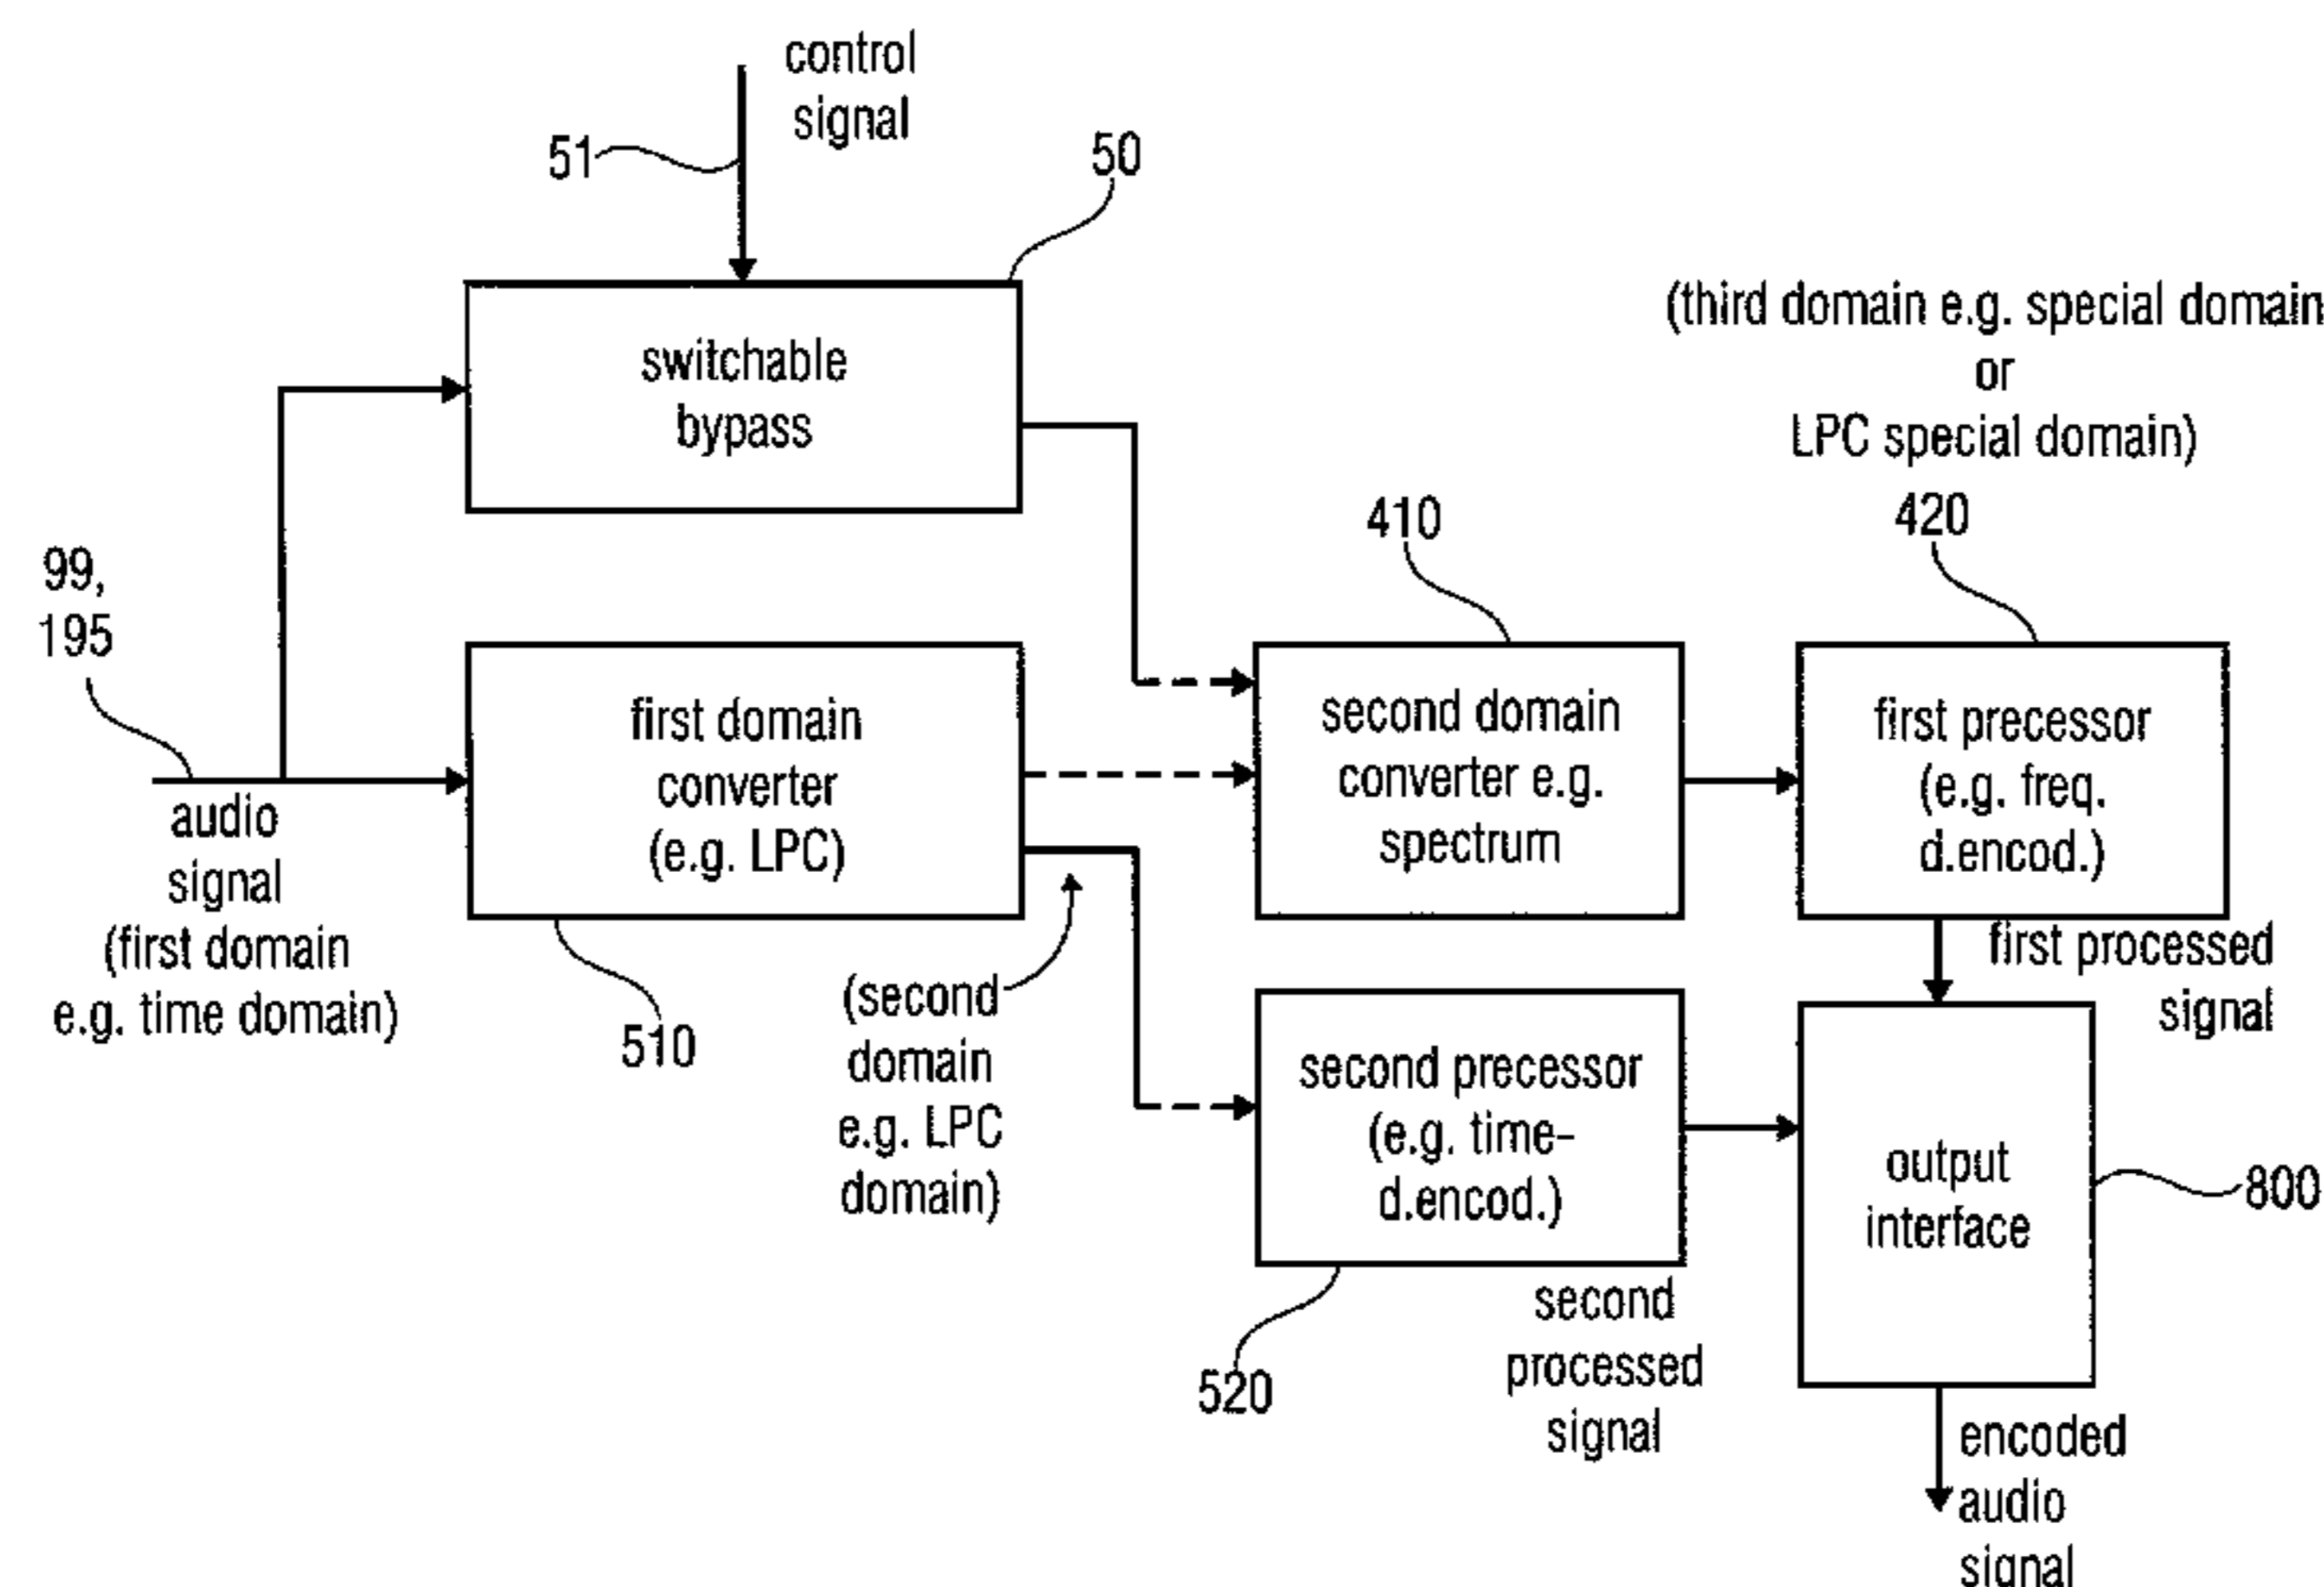 control
signal
51
50
switchable
bypass
(third domain e.g. special domain
or
LPC special domain)
410
420
99,
195
first domain
converter
(e.g. LPC)
second domain
converter e.g.
spectrum
first precessor
(e.g. freq.
d.encod.)
audio
signal
(first domain
e.g. time domain)
510
(second
domain
e.g. LPC
domain)
first processed
signal
second precessor
(e.g. time-
d.encod.)
output
interface
800
520
second
processed
signal
encoded
audio
signal